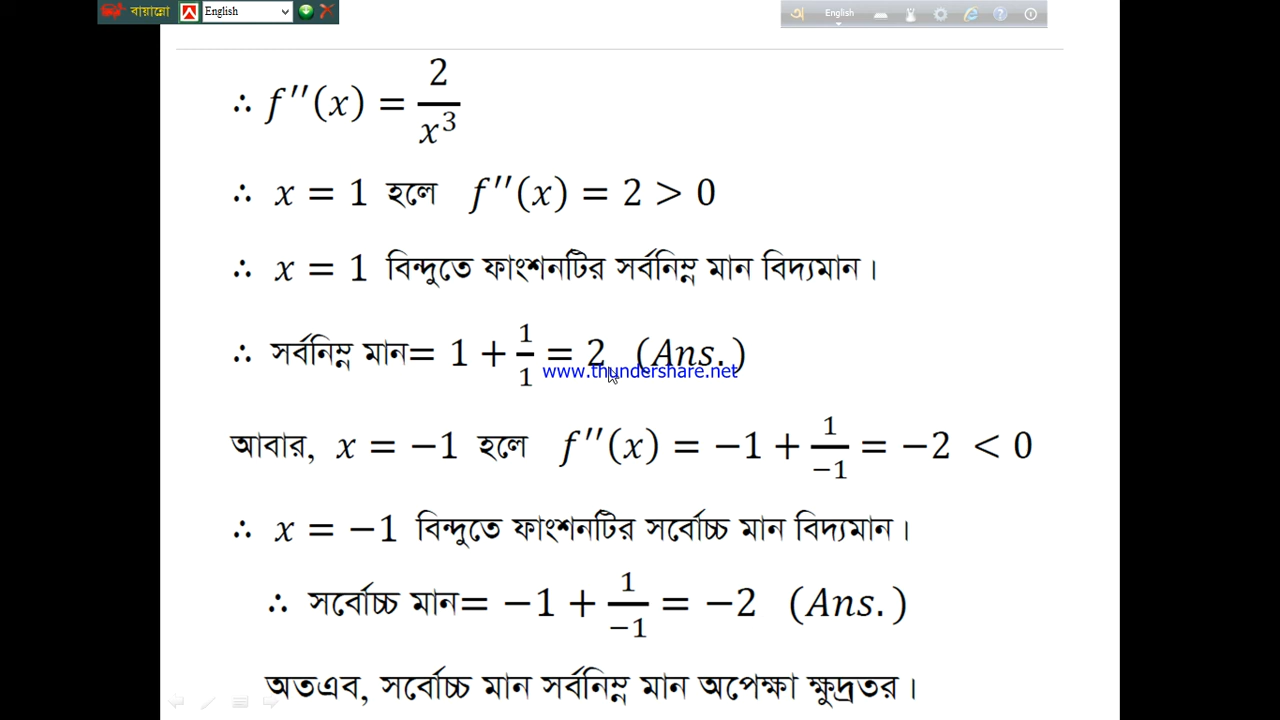 বায়ান্নো English
অ English
∴ f′′(x) = 2/x³
∴ x = 1 হলে f′′(x) = 2 > 0
∴ x = 1 বিন্দুতে ফাংশনটির সর্বনিম্ন মান বিদ্যমান।
∴ সর্বনিম্ন মান= 1 + 1/1 = 2 (Ans.)
www.thundershare.net
আবার, x = −1 হলে f′′(x) = −1 + 1/−1 = −2 < 0
∴ x = −1 বিন্দুতে ফাংশনটির সর্বোচ্চ মান বিদ্যমান।
∴ সর্বোচ্চ মান= −1 + 1/−1 = −2 (Ans.)
অতএব, সর্বোচ্চ মান সর্বনিম্ন মান অপেক্ষা ক্ষুদ্রতর।